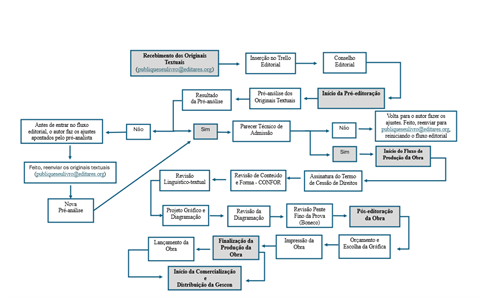 Recebimento dos Originais
Textuais
(publiqueseulivro@editares.org)
Inserção no Trello
Editorial
Conselho
Editorial
Resultado
da Pré-análise
Pré-análise dos
Originais Textuais
Início da Pré-editoração
Antes de entrar no fluxo
editorial, o autor faz os ajustes
apontados pelo pré-analista
Não
Sim
Parecer Técnico de
Admissão
Não
Volta para o autor fazer os
ajustes. Feito, reenviar para
publiqueseulivro@editares.org,
reiniciando o fluxo editorial
Sim
Início do Fluxo de
Produção da Obra
Feito, reenviar os originais textuais
(publiqueseulivro@editares.org)
Revisão
Linguístico-textual
Revisão de Conteúdo
e Forma - CONFOR
Assinatura do Termo
de Cessão de Direitos
Nova
Pré-análise
Projeto Gráfico e
Diagramação
Revisão da
Diagramação
Revisão Pente
Fino da Prova
(Boneco)
Pós-editoração
da Obra
Lançamento da
Obra
Finalização da
Produção da
Obra
Impressão da
Obra
Orçamento e
Escolha da Gráfica
Início da Comercialização
e
Distribuição da Gescon